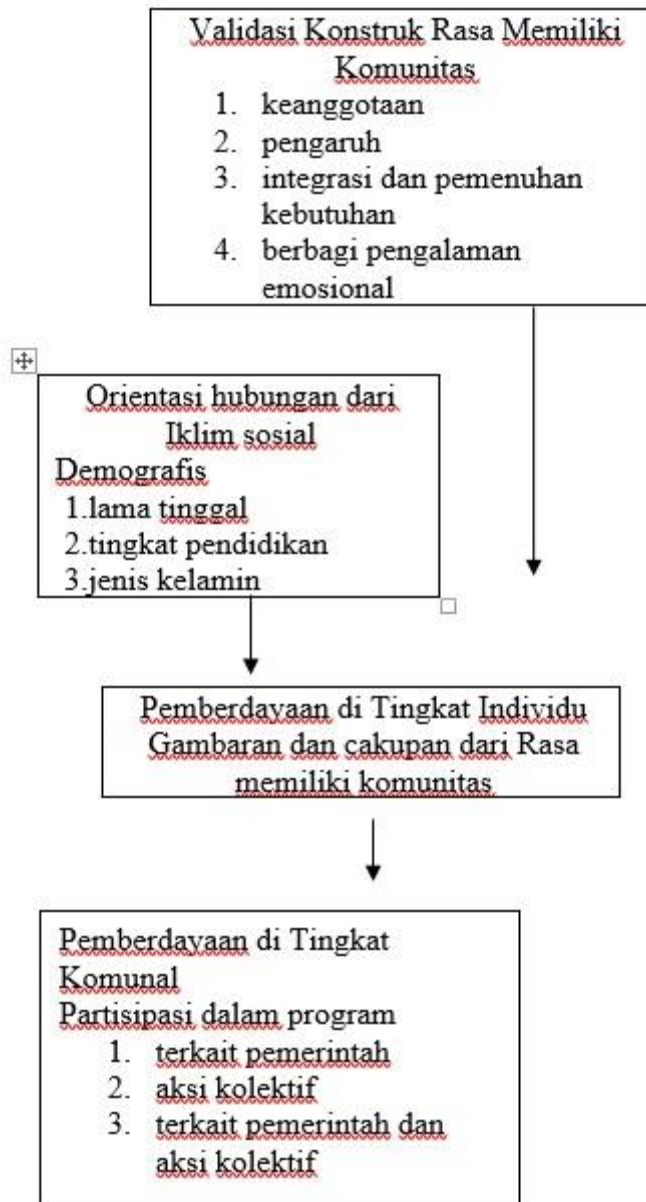 Validasi Konstruk Rasa Memiliki
Komunitas
1. keanggotaan
2. pengaruh
3. integrasi dan pemenuhan
kebutuhan
4. berbagi pengalaman
emosional
Orientasi hubungan dari
Iklim sosial
Demografis
1.lama tinggal
2.tingkat pendidikan
3.jenis kelamin
Pemberdayaan di Tingkat Individu
Gambaran dan cakupan dari Rasa
memiliki komunitas
Pemberdayaan di Tingkat
Komunal
Partisipasi dalam program
1. terkait pemerintah
2. aksi kolektif
3. terkait pemerintah dan
aksi kolektif